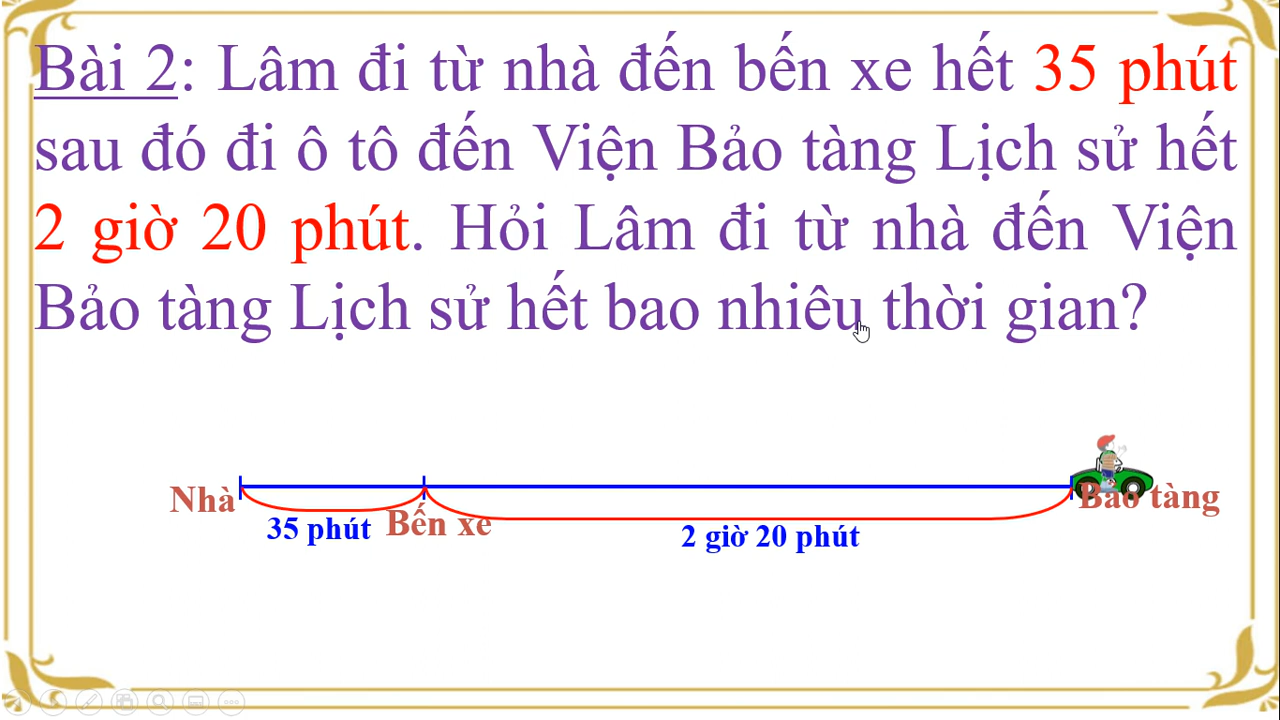 Bài 2: Lâm đi từ nhà đến bến xe hết 35 phút
sau đó đi ô tô đến Viện Bảo tàng Lịch sử hết
2 giờ 20 phút. Hỏi Lâm đi từ nhà đến Viện
Bảo tàng Lịch sử hết bao nhiêu thời gian?
Nhà
35 phút
Bến xe
2 giờ 20 phút
Bảo tàng